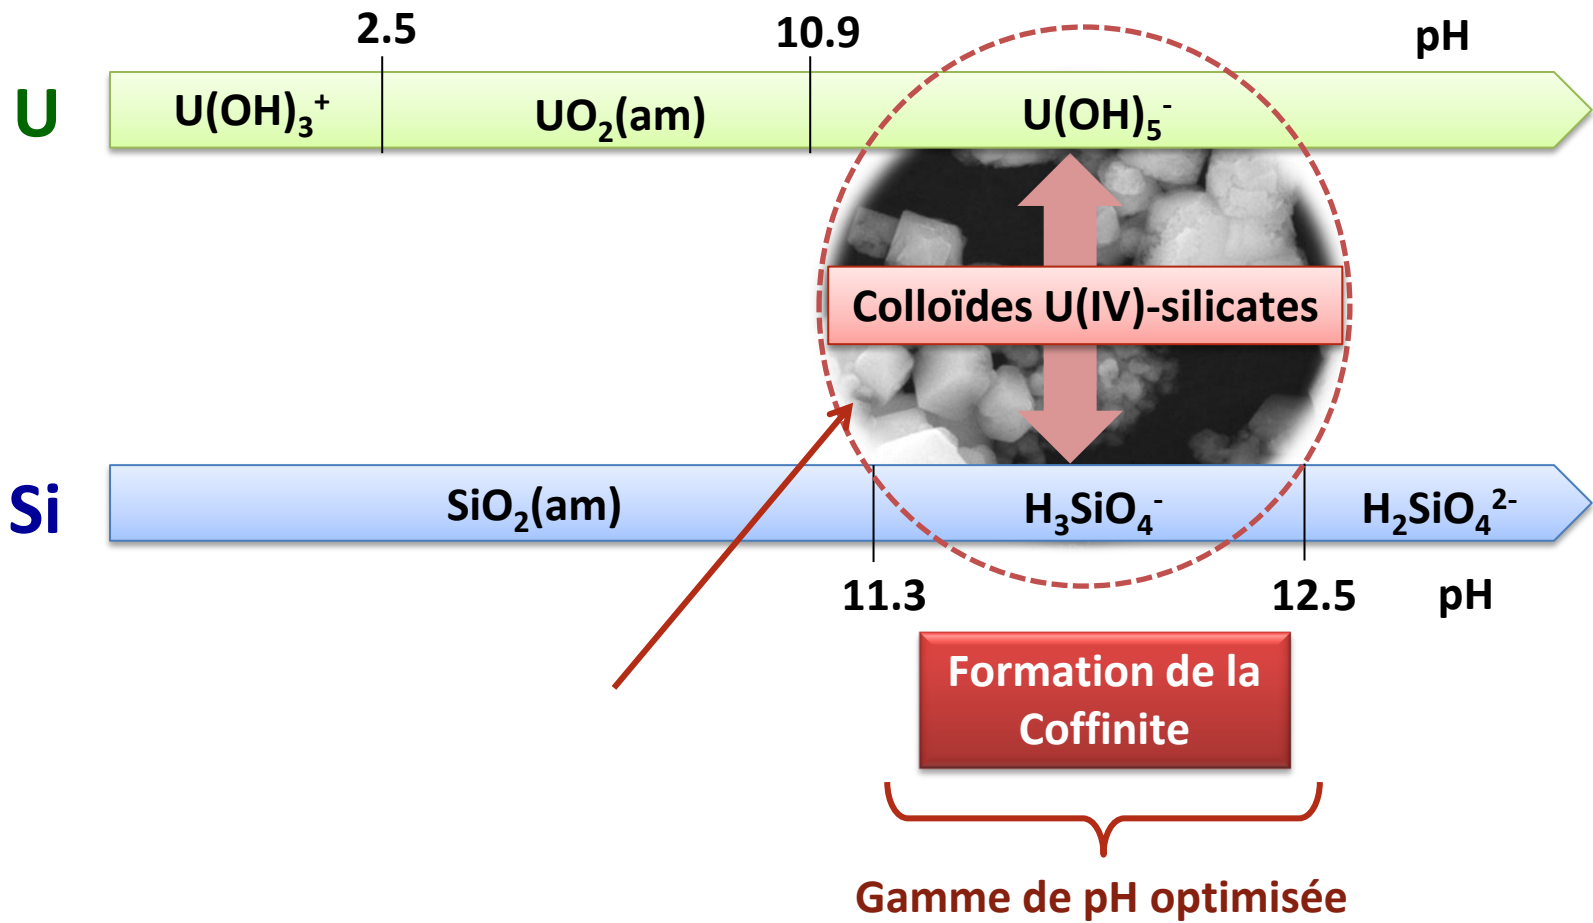 2.5
10.9
pH
U
U(OH)₃⁺
UO₂(am)
U(OH)₅⁻
Colloïdes U(IV)-silicates
Si
SiO₂(am)
H₃SiO₄⁻
H₂SiO₄²⁻
11.3
12.5
pH
Formation de la
Coffinite
Gamme de pH optimisée